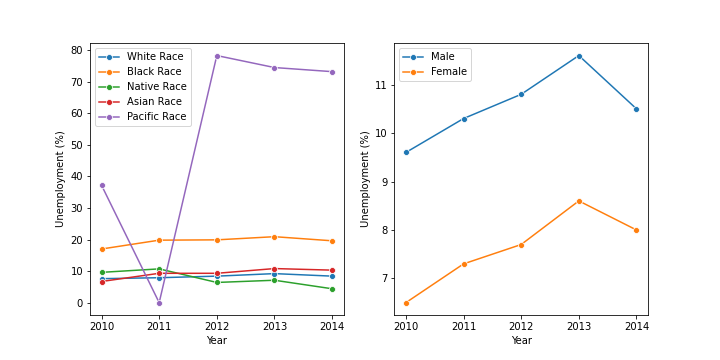 80
70
60
50
40
30
20
10
0
Unemployment (%)
White Race
Black Race
Native Race
Asian Race
Pacific Race
2010 2011 2012 2013 2014
Year
11
10
9
8
7
Unemployment (%)
Male
Female
2010 2011 2012 2013 2014
Year